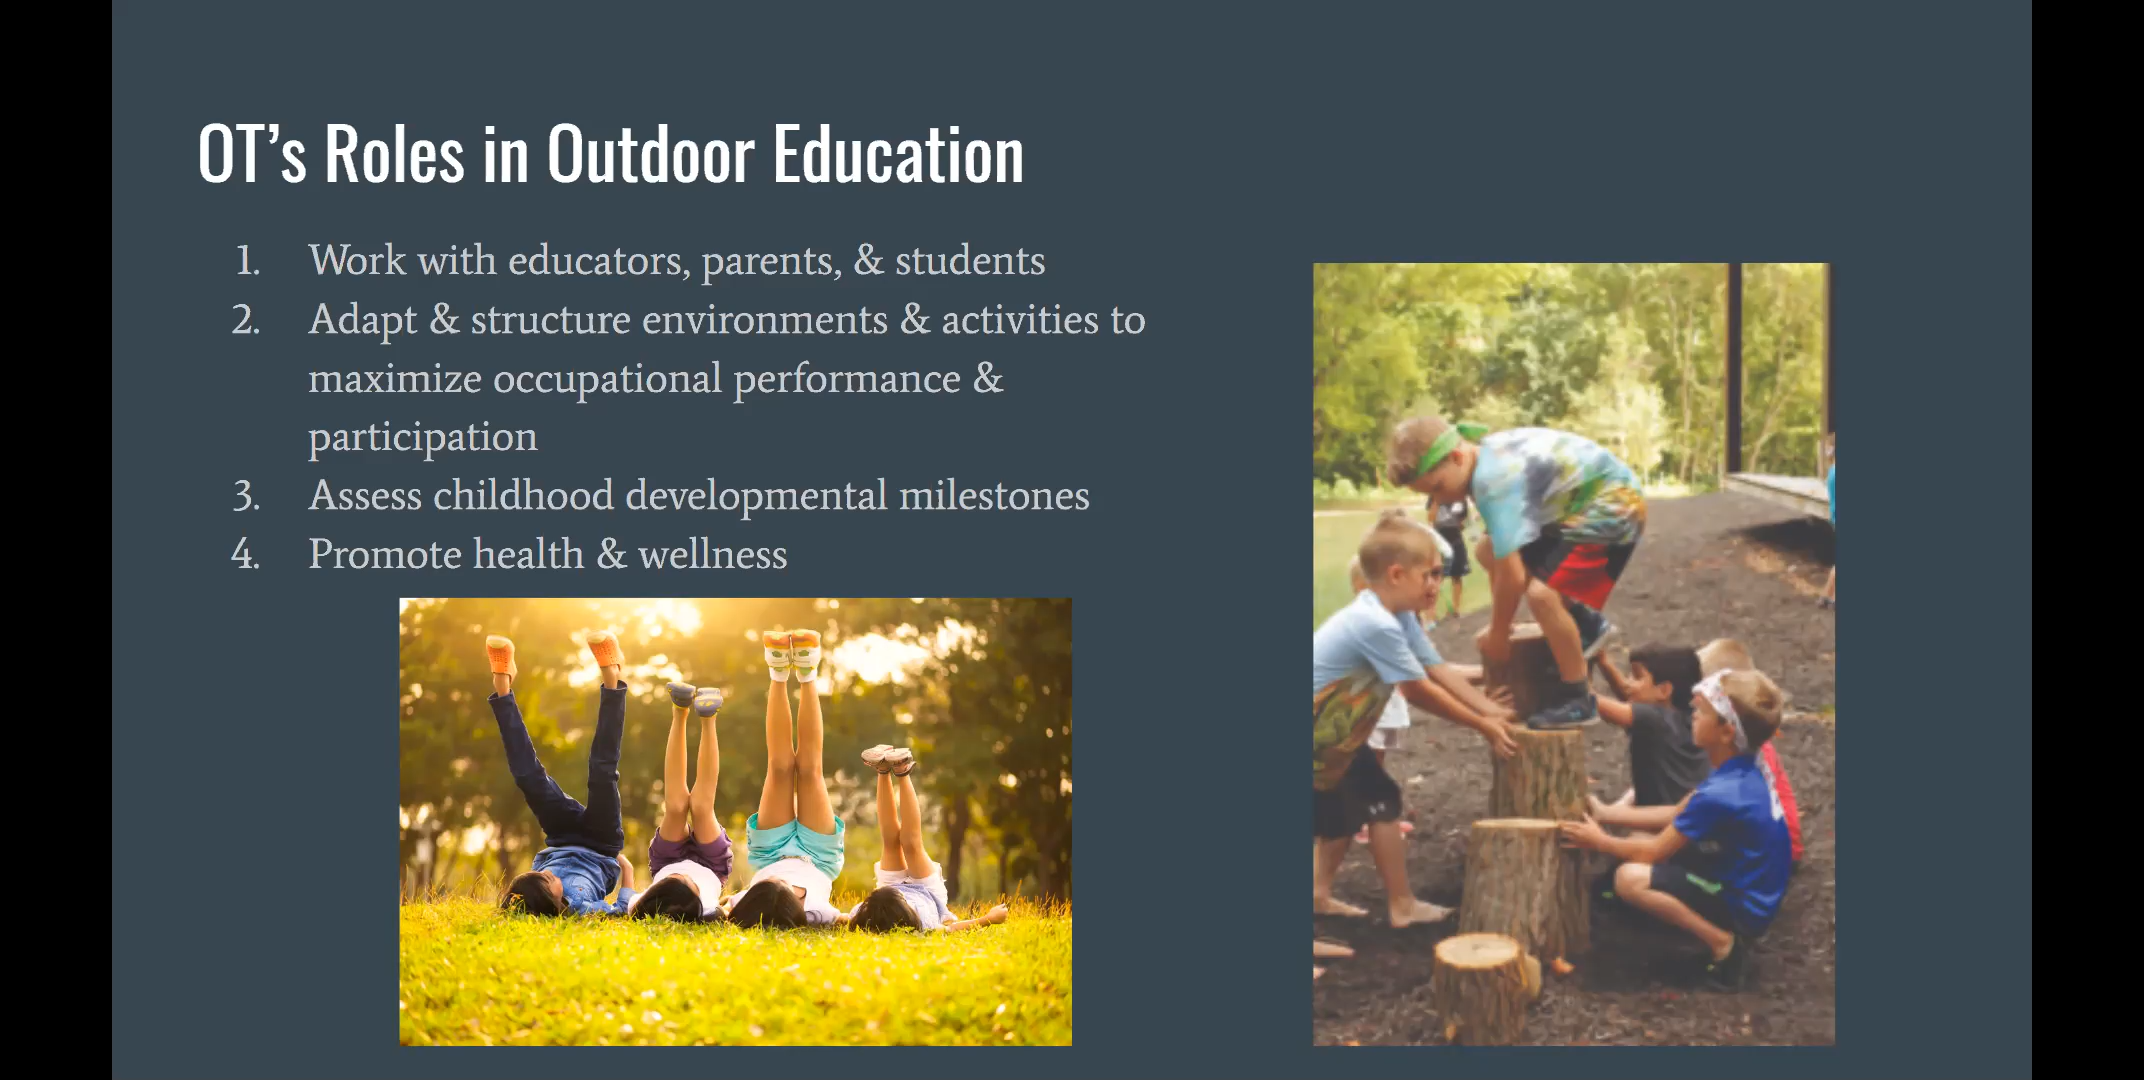 OT’s Roles in Outdoor Education
1. Work with educators, parents, & students
2. Adapt & structure environments & activities to
maximize occupational performance &
participation
3. Assess childhood developmental milestones
4. Promote health & wellness